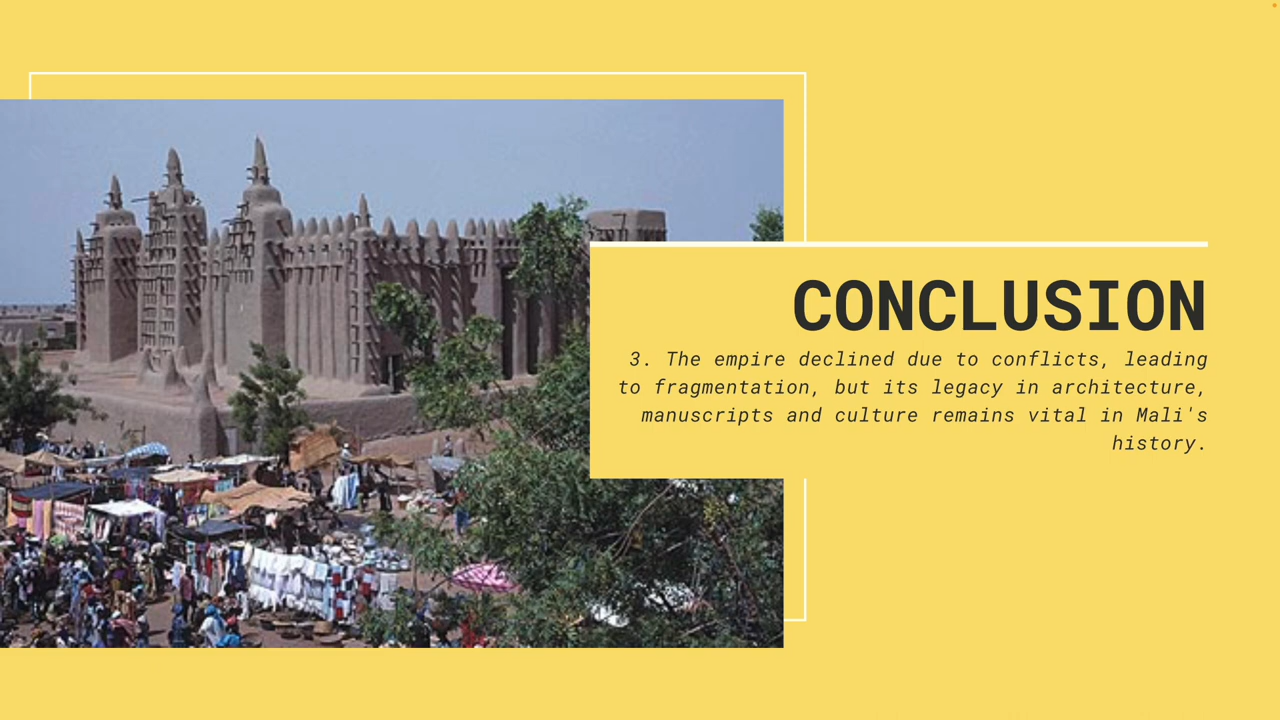 CONCLUSION
3. The empire declined due to conflicts, leading
to fragmentation, but its legacy in architecture,
manuscripts and culture remains vital in Mali's
history.